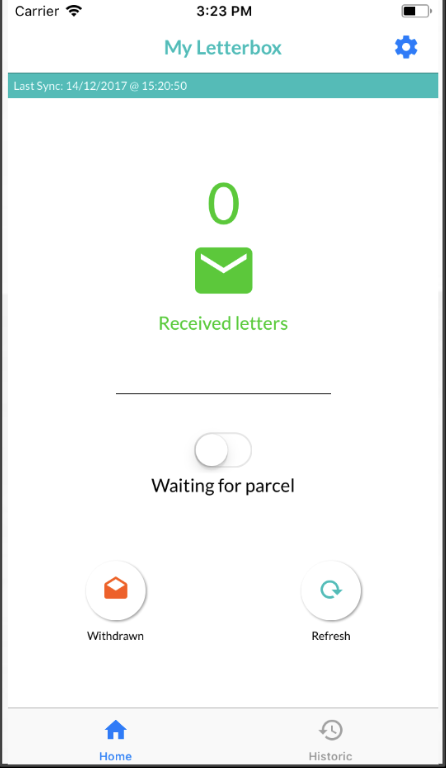 Carrier 3:23 PM
My Letterbox
Last Sync: 14/12/2017 @ 15:20:50
0
Received letters
Waiting for parcel
Withdrawn Refresh
Home Historic